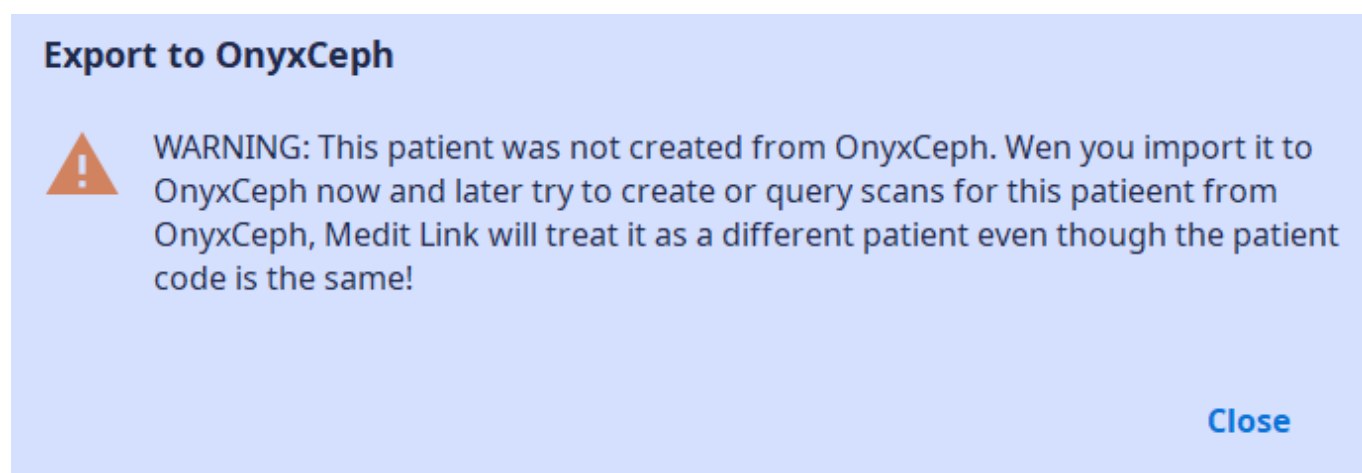 Export to OnyxCeph
WARNING: This patient was not created from OnyxCeph. Wen you import it to
OnyxCeph now and later try to create or query scans for this patieent from
OnyxCeph, Medit Link will treat it as a different patient even though the patient
code is the same!
Close